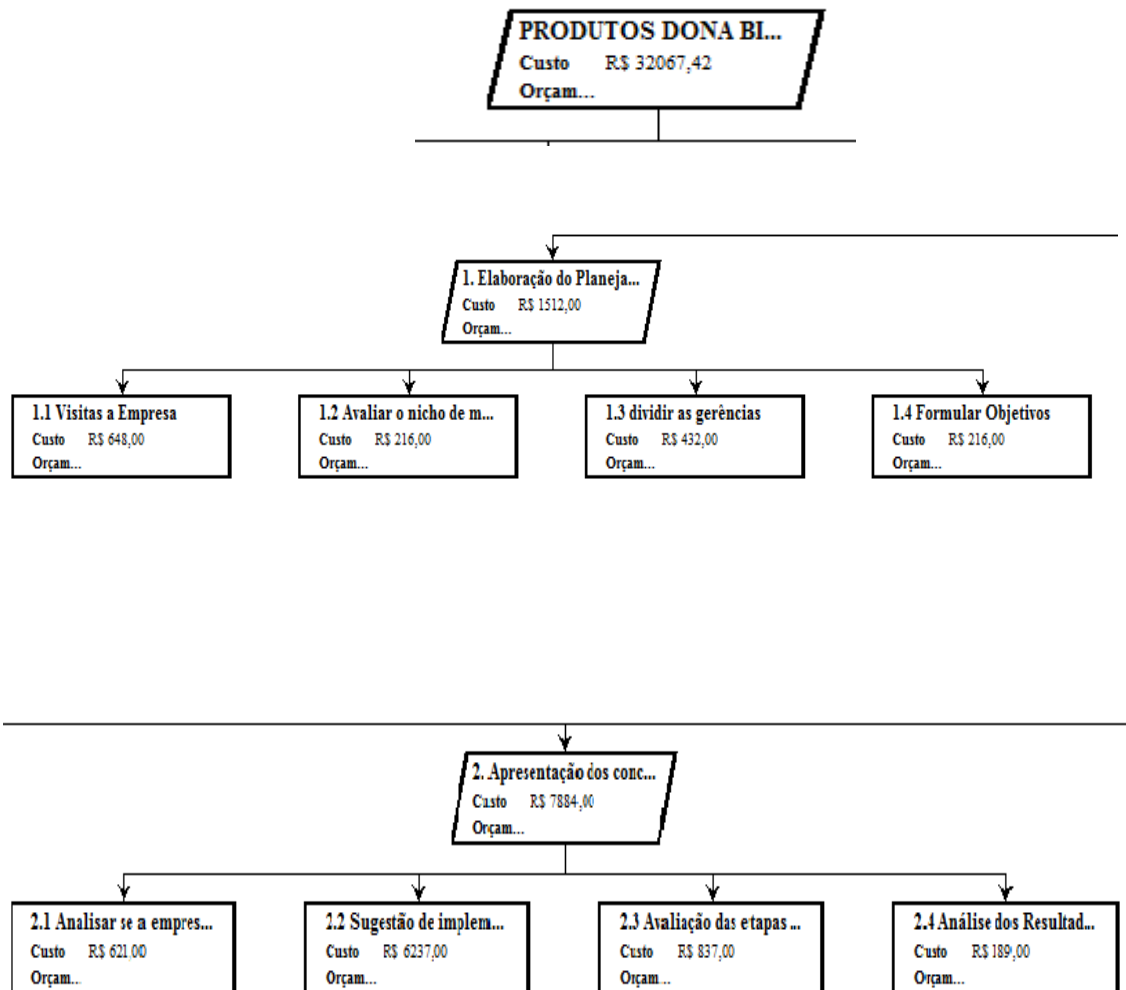 PRODUTOS DONA BI...
Custo R$ 32067,42
Orçam...
1. Elaboração do Planeja...
Custo R$ 1512,00
Orçam...
1.1 Visitas a Empresa
Custo R$ 648,00
Orçam...
1.2 Avaliar o nicho de m...
Custo R$ 216,00
Orçam...
1.3 dividir as gerências
Custo R$ 432,00
Orçam...
1.4 Formular Objetivos
Custo R$ 216,00
Orçam...
2. Apresentação dos conc...
Custo R$ 7884,00
Orçam...
2.1 Analisar se a empres...
Custo R$ 621,00
Orçam...
2.2 Sugestão de implem...
Custo R$ 6237,00
Orçam...
2.3 Avaliação das etapas ...
Custo R$ 837,00
Orçam...
2.4 Análise dos Resultad...
Custo R$ 189,00
Orçam...